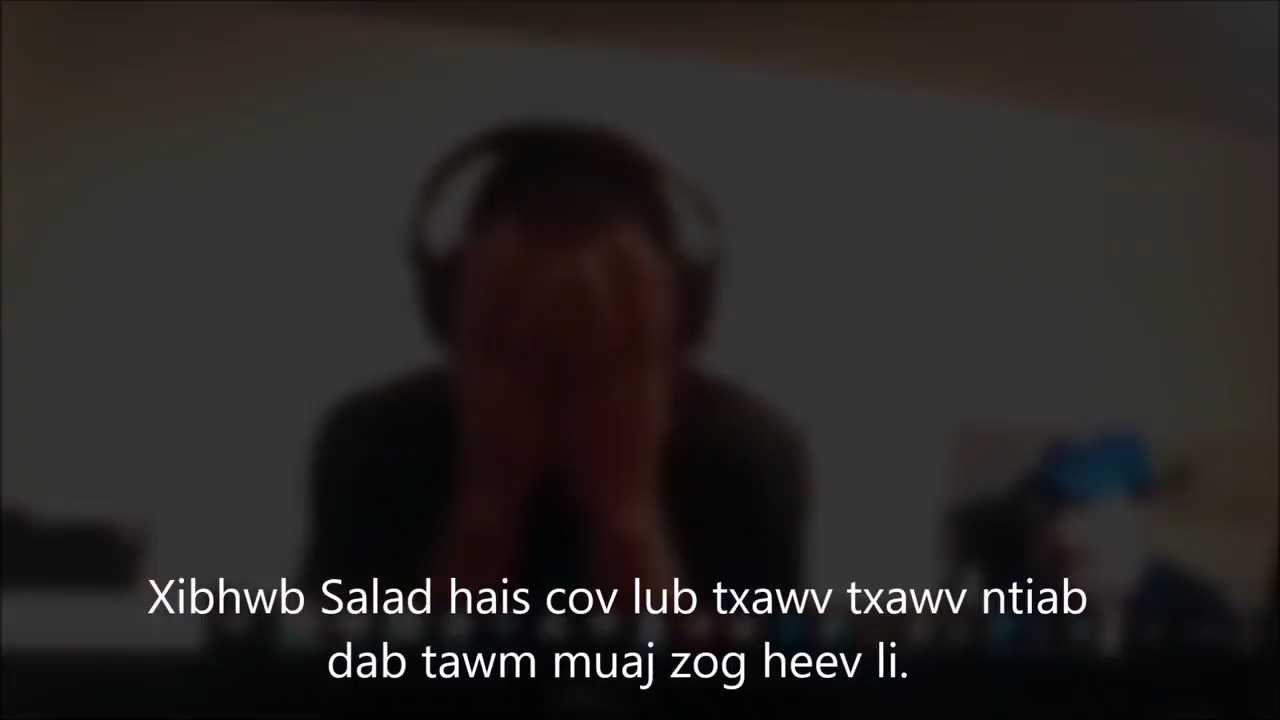 Xibhwb Salad hais cov lub txawv txawv ntiab
dab tawm muaj zog heev li.